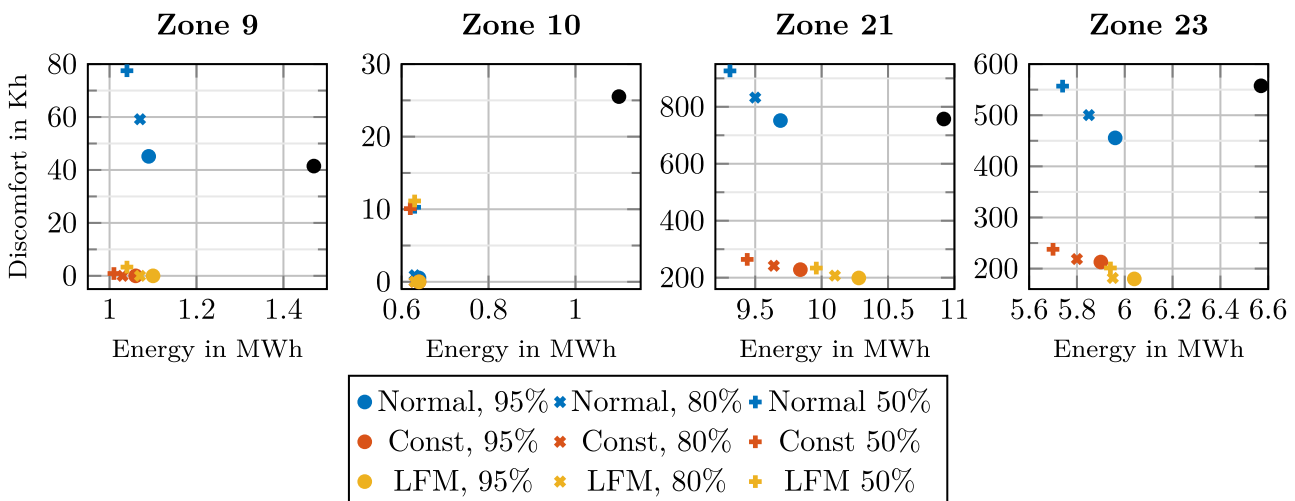 Zone 9 Zone 10 Zone 21 Zone 23
Discomfort in Kh
80
60
40
20
0
1 1.2 1.4
Energy in MWh
30
20
10
0
0.6 0.8 1
Energy in MWh
800
600
400
200
9.5 10 10.5 11
Energy in MWh
600
500
400
300
200
5.6 5.8 6 6.2 6.4 6.6
Energy in MWh
Normal, 95% Normal, 80% Normal 50%
Const, 95% Const, 80% Const 50%
LFM, 95% LFM, 80% LFM 50%